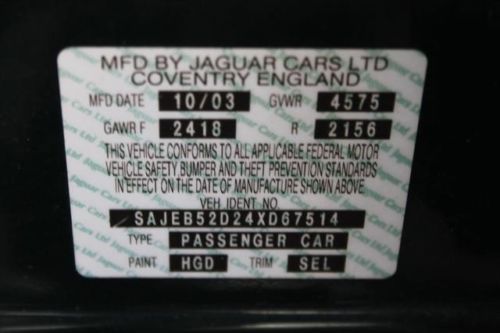 MFD BY JAGUAR CARS LTD
COVENTRY ENGLAND
MFD DATE 10/03 GVWR 4575
GAWR F 2418 R 2156
THIS VEHICLE CONFORMS TO ALL APPLICABLE FEDERAL MOTOR
VEHICLE SAFETY, BUMPER AND THEFT PREVENTION STANDARDS
IN EFFECT ON THE DATE OF MANUFACTURE SHOWN ABOVE.
VEH IDENT NO.
SAJEB52D24XD67514
TYPE PASSENGER CAR
PAINT HGD TRIM SEL